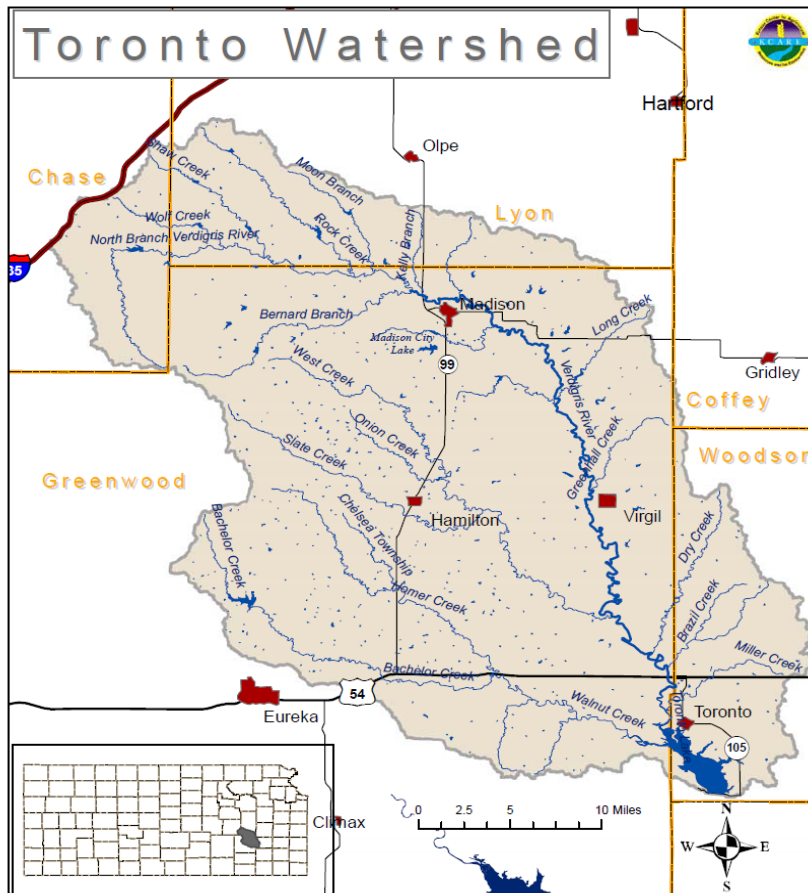 Toronto Watershed
KCARE
Hartford
Olpe
Chase
Shaw Creek
Moon Branch
Lyon
Wolf Creek
Rock Creek
North Branch Verdigris River
Kelly Branch
35
Madison
Bernard Branch
Long Creek
Madison City
Lake
West Creek
99
Verdigris River
Gridley
Coffey
Onion Creek
Slate Creek
Greenhall Creek
Woodson
Greenwood
Hamilton
Virgil
Bachelor Creek
Chelsea Township
Dry Creek
Homer Creek
Brazil Creek
Miller Creek
Bachelor Creek
54
Eureka
Walnut Creek
Toronto
105
Climax
0 2.5 5 10 Miles
N
W E
S